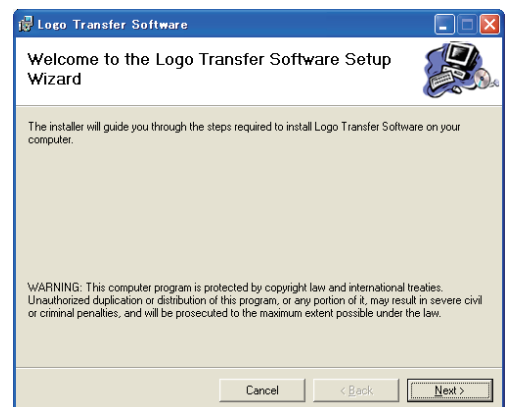 Logo Transfer Software
Welcome to the Logo Transfer Software Setup
Wizard
The installer will guide you through the steps required to install Logo Transfer Software on your
computer.
WARNING: This computer program is protected by copyright law and international treaties.
Unauthorized duplication or distribution of this program, or any portion of it, may result in severe civil
or criminal penalties, and will be prosecuted to the maximum extent possible under the law.
Cancel
< Back
Next >